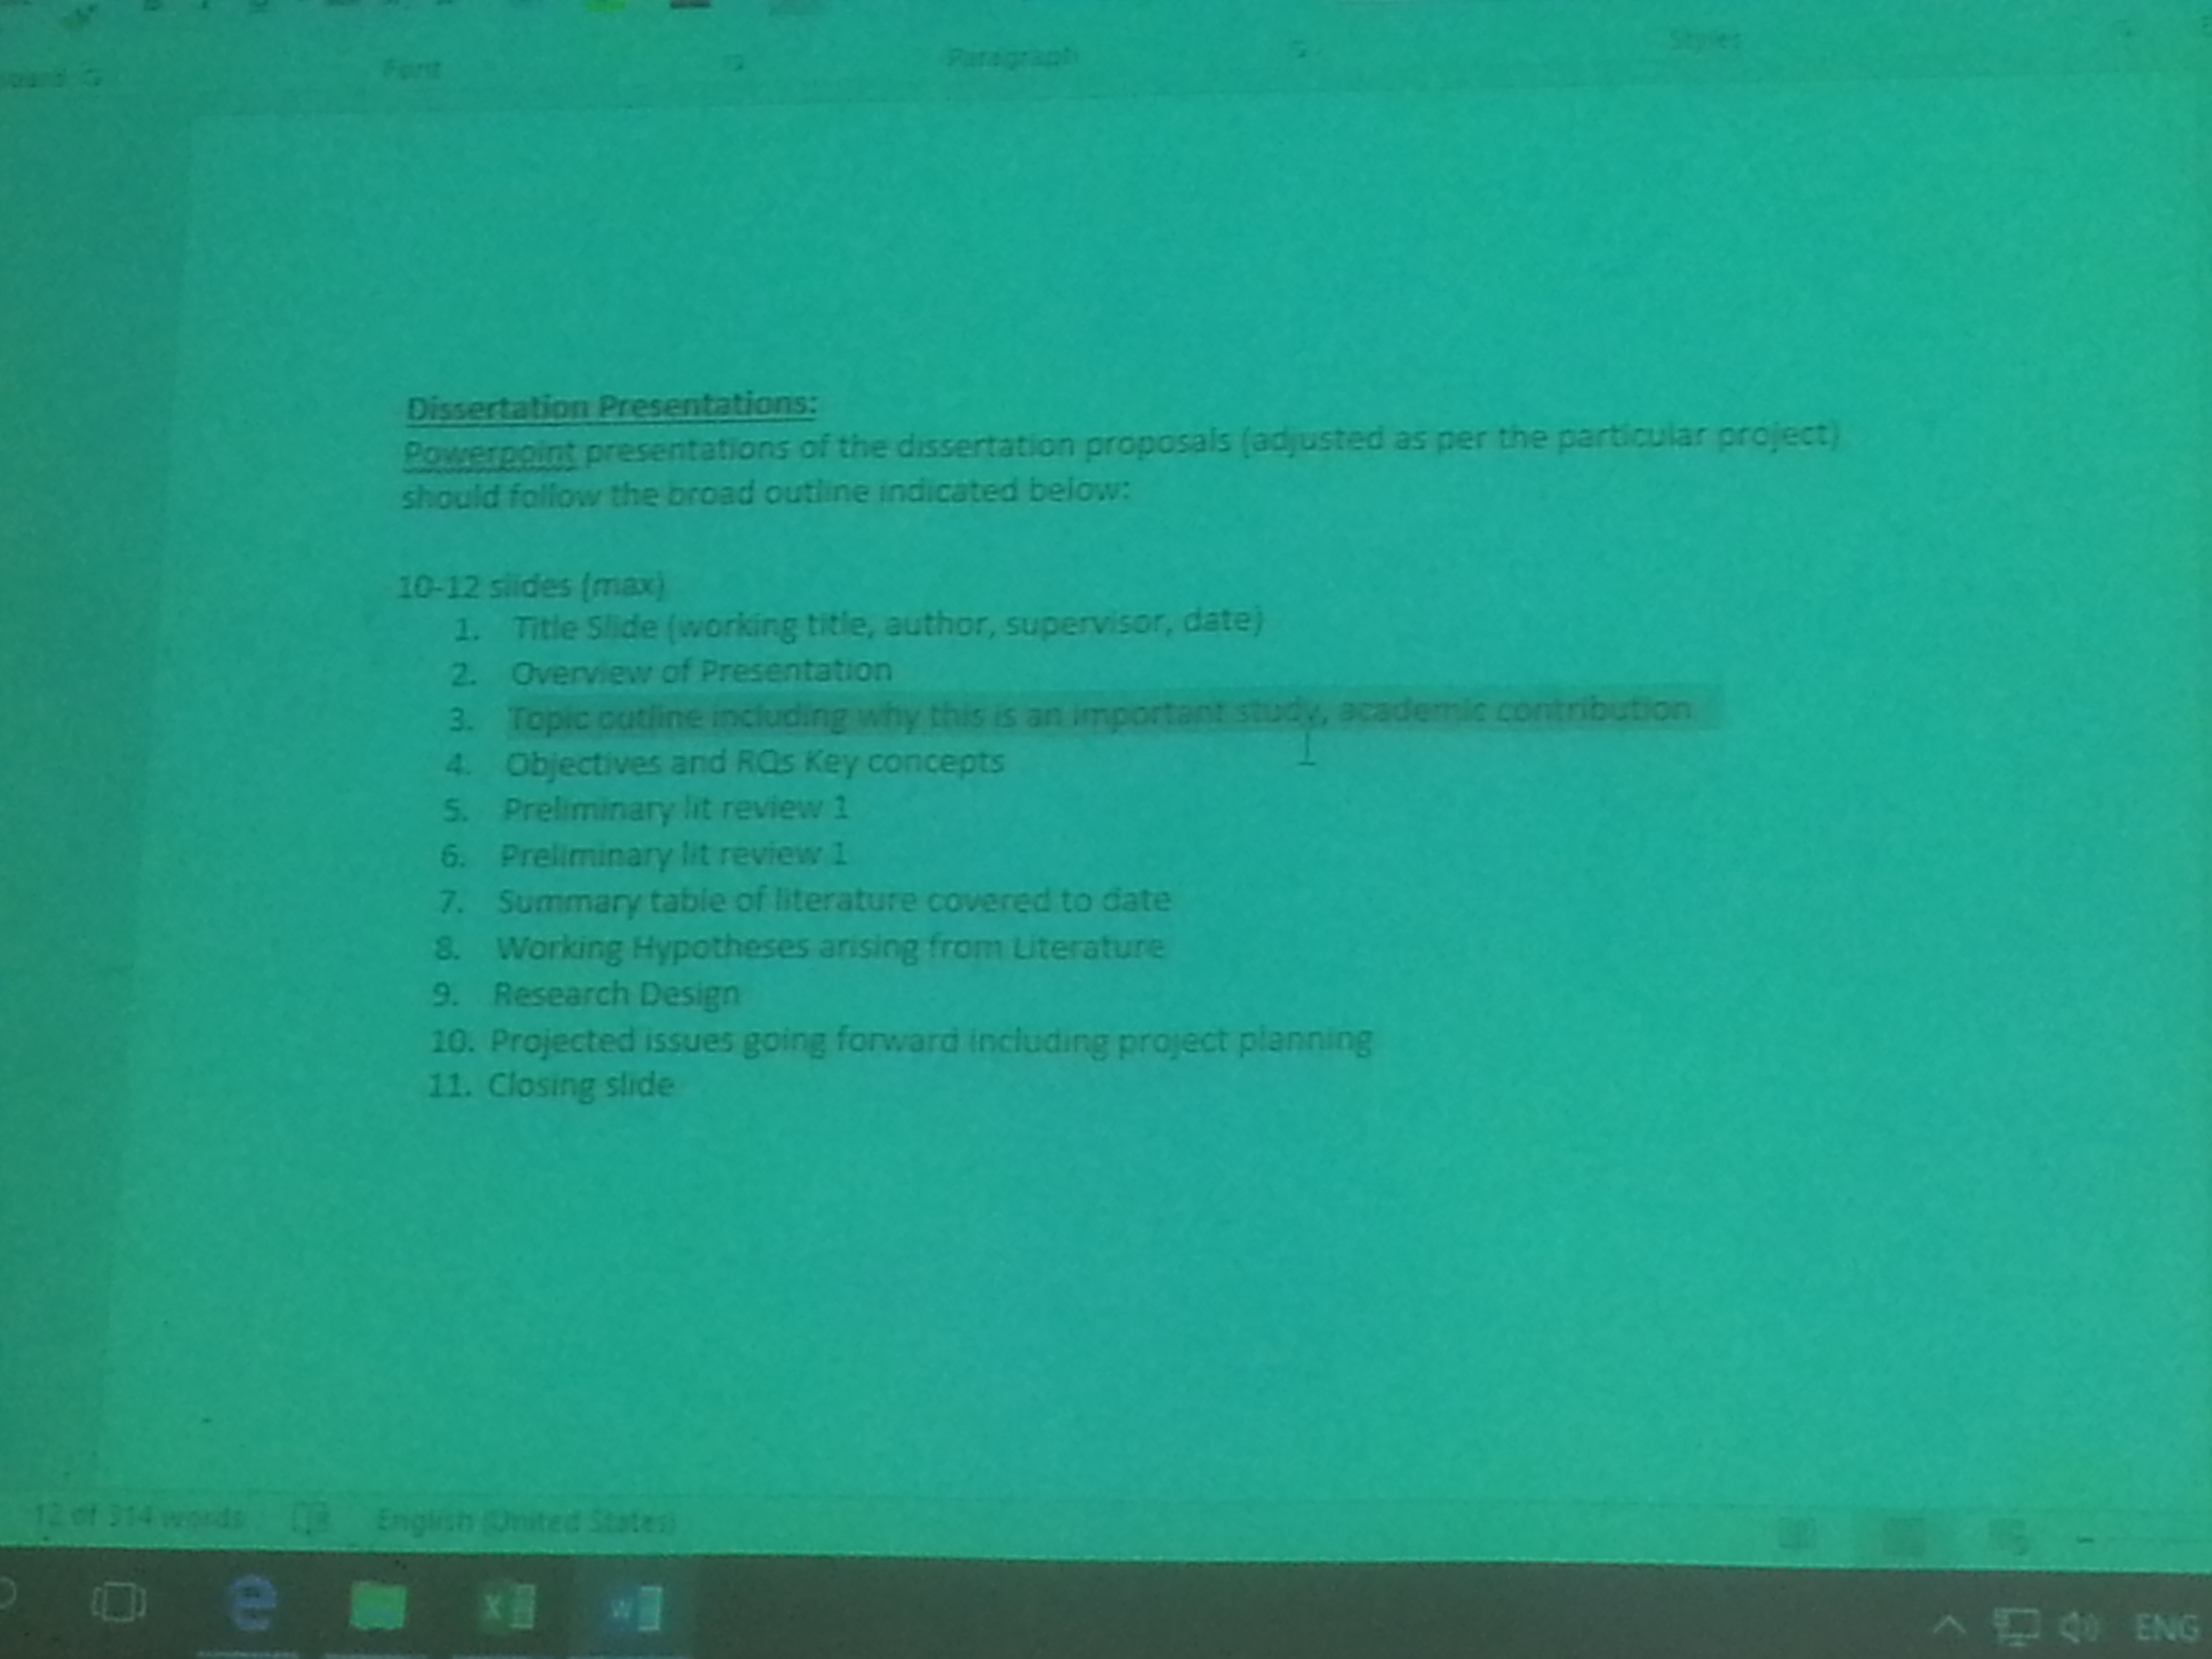 Font Paragraph Styles
Dissertation Presentations:
Powerpoint presentations of the dissertation proposals (adjusted as per the particular project)
should follow the broad outline indicated below:
10-12 slides (max)
1. Title Slide (working title, author, supervisor, date)
2. Overview of Presentation
3. Topic outline including why this is an important study, academic contribution
4. Objectives and RQs Key concepts
5. Preliminary lit review 1
6. Preliminary lit review 1
7. Summary table of literature covered to date
8. Working Hypotheses arising from Literature
9. Research Design
10. Projected issues going forward including project planning
11. Closing slide
12 of 314 words English (United States)
ENG